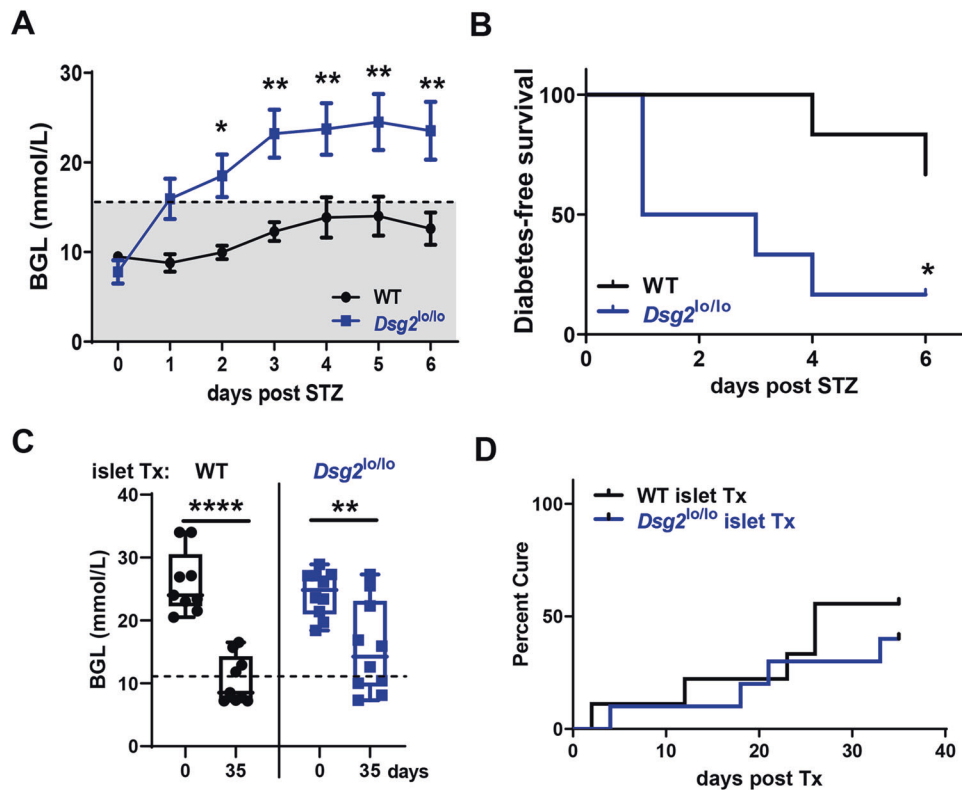 A
BGL (mmol/L)
30
20
10
0
*
**
**
**
**
WT
Dsg2lo/lo
0 1 2 3 4 5 6
days post STZ
B
Diabetes-free survival
100
50
0
*
WT
Dsg2lo/lo
0 2 4 6
days post STZ
C
islet Tx: WT Dsg2lo/lo
BGL (mmol/L)
40
30
20
10
0
****
**
0 35 0 35 days
D
Percent Cure
100
50
0
WT islet Tx
Dsg2lo/lo islet Tx
0 10 20 30 40
days post Tx